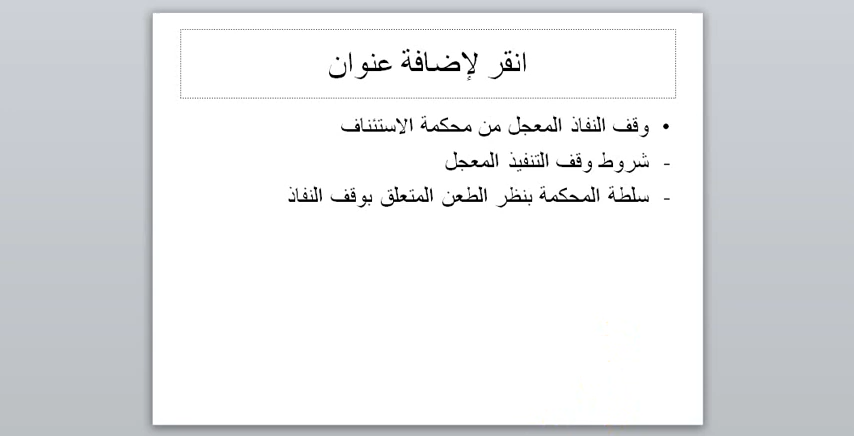 انقر لإضافة عنوان
• وقف النفاذ المعجل من محكمة الاستئناف
- شروط وقف التنفيذ المعجل
- سلطة المحكمة بنظر الطعن المتعلق بوقف النفاذ